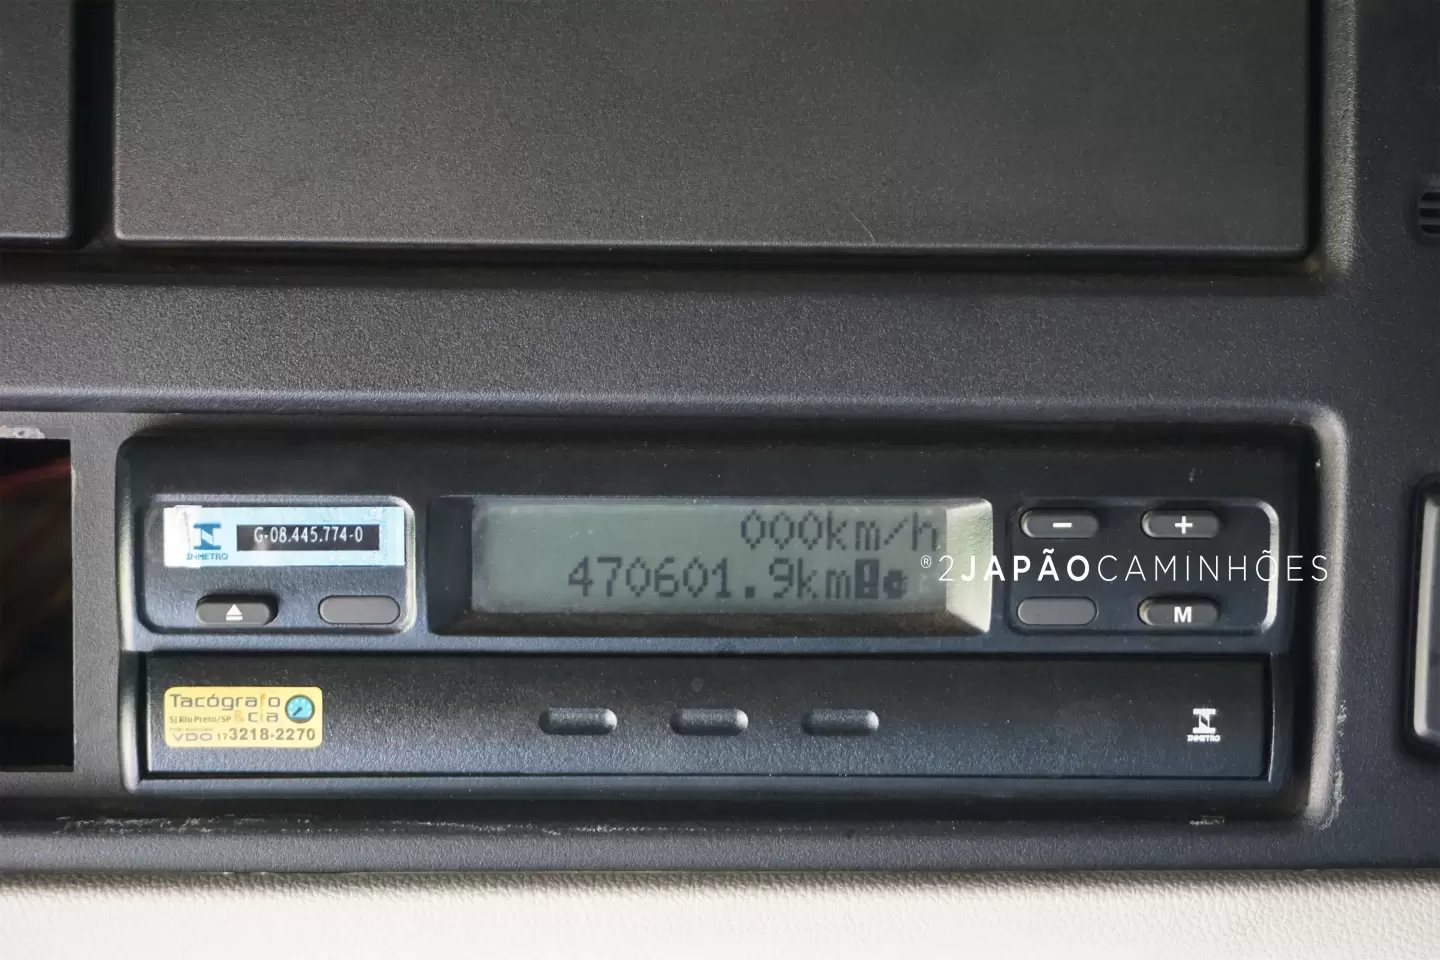 G-08.445.774-0
INMETRO
000km/h
470601.9km
®2JAPÃOCAMINHÕES
M
Tacógrafo
Sj Rio Preto/SP & cia
VDO 17 3218-2270
INMETRO